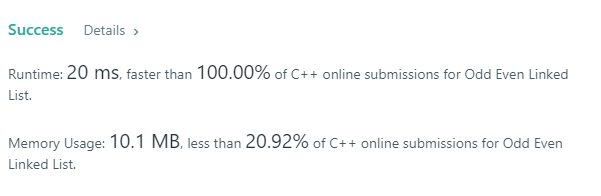 Success Details >
Runtime: 20 ms, faster than 100.00% of C++ online submissions for Odd Even Linked
List.
Memory Usage: 10.1 MB, less than 20.92% of C++ online submissions for Odd Even
Linked List.